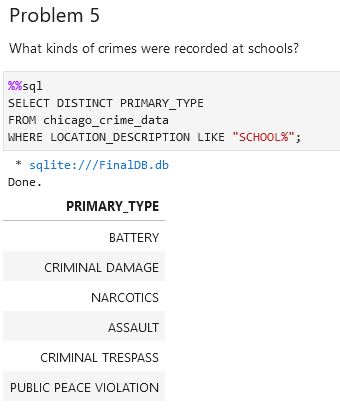 Problem 5
What kinds of crimes were recorded at schools?
%%sql
SELECT DISTINCT PRIMARY_TYPE
FROM chicago_crime_data
WHERE LOCATION_DESCRIPTION LIKE "SCHOOL%";
* sqlite:///FinalDB.db
Done.
PRIMARY_TYPE
BATTERY
CRIMINAL DAMAGE
NARCOTICS
ASSAULT
CRIMINAL TRESPASS
PUBLIC PEACE VIOLATION